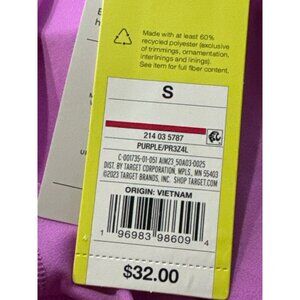 Made with at least 60%
recycled polyester (exclusive
of trimmings, ornamentation,
interlinings and linings).
See item for full fiber content.
S
214 03 5787
PURPLE/PR3Z4L
C-001735-01-051 AIM23_50A03-0025
DIST. BY TARGET CORPORATION, MPLS., MN 55403
©2023 TARGET BRANDS, INC. SHOP TARGET.COM
ORIGIN: VIETNAM
1 96983 98609 4
$32.00